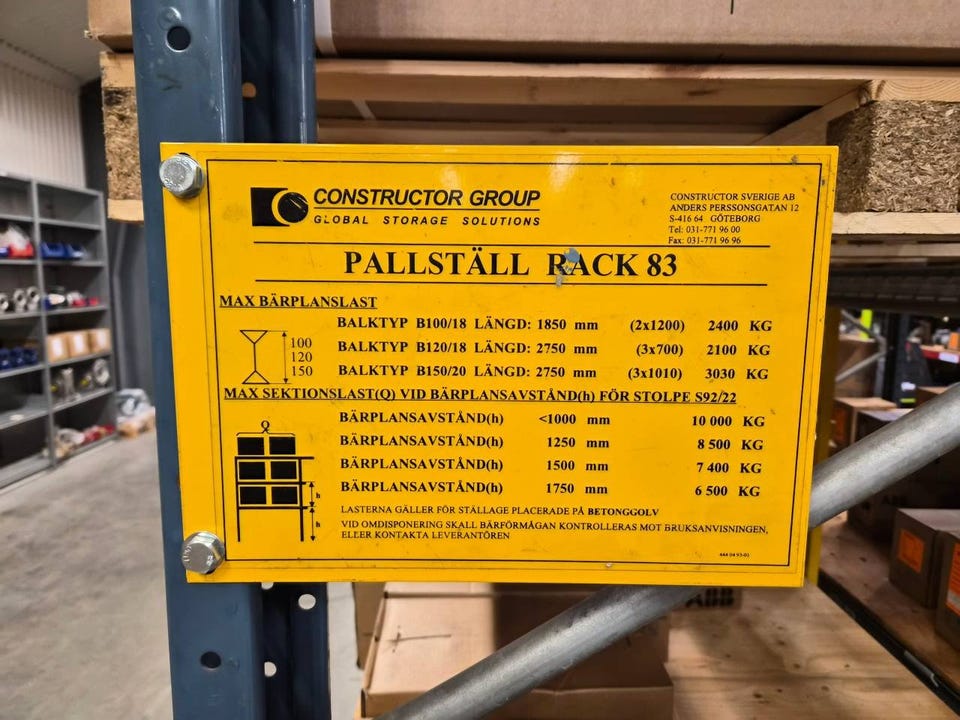 CONSTRUCTOR GROUP
GLOBAL STORAGE SOLUTIONS
CONSTRUCTOR SVERIGE AB
ANDERS PERSSONSGATAN 12
S-416 64 GÖTEBORG
Tel: 031-771 96 00
Fax: 031-771 96 96
PALLSTÄLL RACK 83
MAX BÄRPLANSLAST
100
120
150
BALKTYP B100/18 LÄNGD: 1850 mm (2x1200) 2400 KG
BALKTYP B120/18 LÄNGD: 2750 mm (3x700) 2100 KG
BALKTYP B150/20 LÄNGD: 2750 mm (3x1010) 3030 KG
MAX SEKTIONSLAST(Q) VID BÄRPLANSAVSTÅND(h) FÖR STOLPE S92/22
Q
h
h
BÄRPLANSAVSTÅND(h) <1000 mm 10 000 KG
BÄRPLANSAVSTÅND(h) 1250 mm 8 500 KG
BÄRPLANSAVSTÅND(h) 1500 mm 7 400 KG
BÄRPLANSAVSTÅND(h) 1750 mm 6 500 KG
LASTERNA GÄLLER FÖR STÄLLAGE PLACERADE PÅ BETONGGOLV
VID OMDISPONERING SKALL BÄRFÖRMÅGAN KONTROLLERAS MOT BRUKSANVISNINGEN,
ELLER KONTAKTA LEVERANTÖREN
ABB